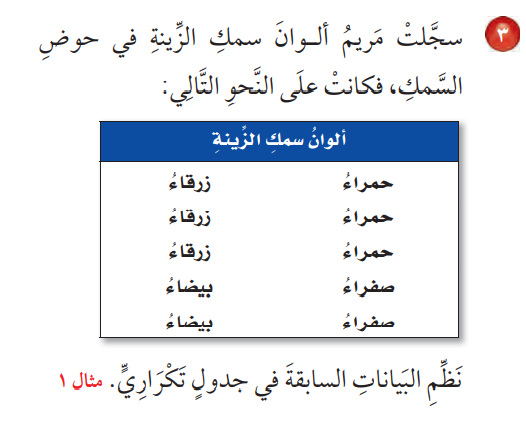 ٣ سجَّلتْ مَريمُ ألـوانَ سمكِ الزِّينةِ في حوضِ
السَّمكِ، فكانتْ علَى النَّحوِ التَّالِي:
ألوانُ سمكِ الزِّينةِ
حمراءُ زرقاءُ
حمراءُ زرقاءُ
حمراءُ زرقاءُ
صفراءُ بيضاءُ
صفراءُ بيضاءُ
نَظِّمِ البَياناتِ السابقةَ في جدولٍ تَكْرَارِيٍّ. مثال ١